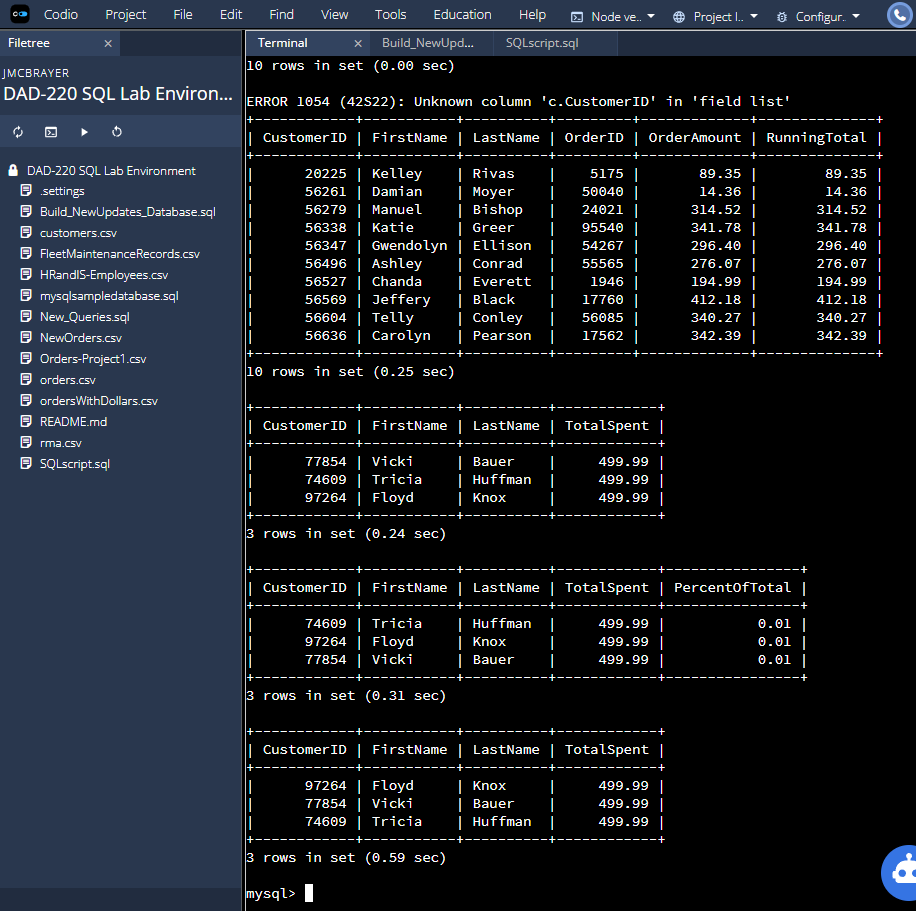 Codio Project File Edit Find View Tools Education Help Node ve.. Project I.. Configur..
Filetree ×
JMCBRAYER
DAD-220 SQL Lab Environ...
DAD-220 SQL Lab Environment
.settings
Build_NewUpdates_Database.sql
customers.csv
FleetMaintenanceRecords.csv
HRandIS-Employees.csv
mysqlsampledatabase.sql
New_Queries.sql
NewOrders.csv
Orders-Project1.csv
orders.csv
ordersWithDollars.csv
README.md
rma.csv
SQLscript.sql
Terminal × Build_NewUpd... SQLscript.sql
10 rows in set (0.00 sec)
ERROR 1054 (42S22): Unknown column 'c.CustomerID' in 'field list'
+------------+-----------+----------+---------+-------------+--------------+
| CustomerID | FirstName | LastName | OrderID | OrderAmount | RunningTotal |
+------------+-----------+----------+---------+-------------+--------------+
| 20225 | Kelley | Rivas | 5175 | 89.35 | 89.35 |
| 56261 | Damian | Moyer | 50040 | 14.36 | 14.36 |
| 56279 | Manuel | Bishop | 24021 | 314.52 | 314.52 |
| 56338 | Katie | Greer | 95540 | 341.78 | 341.78 |
| 56347 | Gwendolyn | Ellison | 54267 | 296.40 | 296.40 |
| 56496 | Ashley | Conrad | 55565 | 276.07 | 276.07 |
| 56527 | Chanda | Everett | 1946 | 194.99 | 194.99 |
| 56569 | Jeffery | Black | 17760 | 412.18 | 412.18 |
| 56604 | Telly | Conley | 56085 | 340.27 | 340.27 |
| 56636 | Carolyn | Pearson | 17562 | 342.39 | 342.39 |
+------------+-----------+----------+---------+-------------+--------------+
10 rows in set (0.25 sec)
+------------+-----------+----------+------------+
| CustomerID | FirstName | LastName | TotalSpent |
+------------+-----------+----------+------------+
| 77854 | Vicki | Bauer | 499.99 |
| 74609 | Tricia | Huffman | 499.99 |
| 97264 | Floyd | Knox | 499.99 |
+------------+-----------+----------+------------+
3 rows in set (0.24 sec)
+------------+-----------+----------+------------+----------------+
| CustomerID | FirstName | LastName | TotalSpent | PercentOfTotal |
+------------+-----------+----------+------------+----------------+
| 74609 | Tricia | Huffman | 499.99 | 0.01 |
| 97264 | Floyd | Knox | 499.99 | 0.01 |
| 77854 | Vicki | Bauer | 499.99 | 0.01 |
+------------+-----------+----------+------------+----------------+
3 rows in set (0.31 sec)
+------------+-----------+----------+------------+
| CustomerID | FirstName | LastName | TotalSpent |
+------------+-----------+----------+------------+
| 97264 | Floyd | Knox | 499.99 |
| 77854 | Vicki | Bauer | 499.99 |
| 74609 | Tricia | Huffman | 499.99 |
+------------+-----------+----------+------------+
3 rows in set (0.59 sec)
mysql>